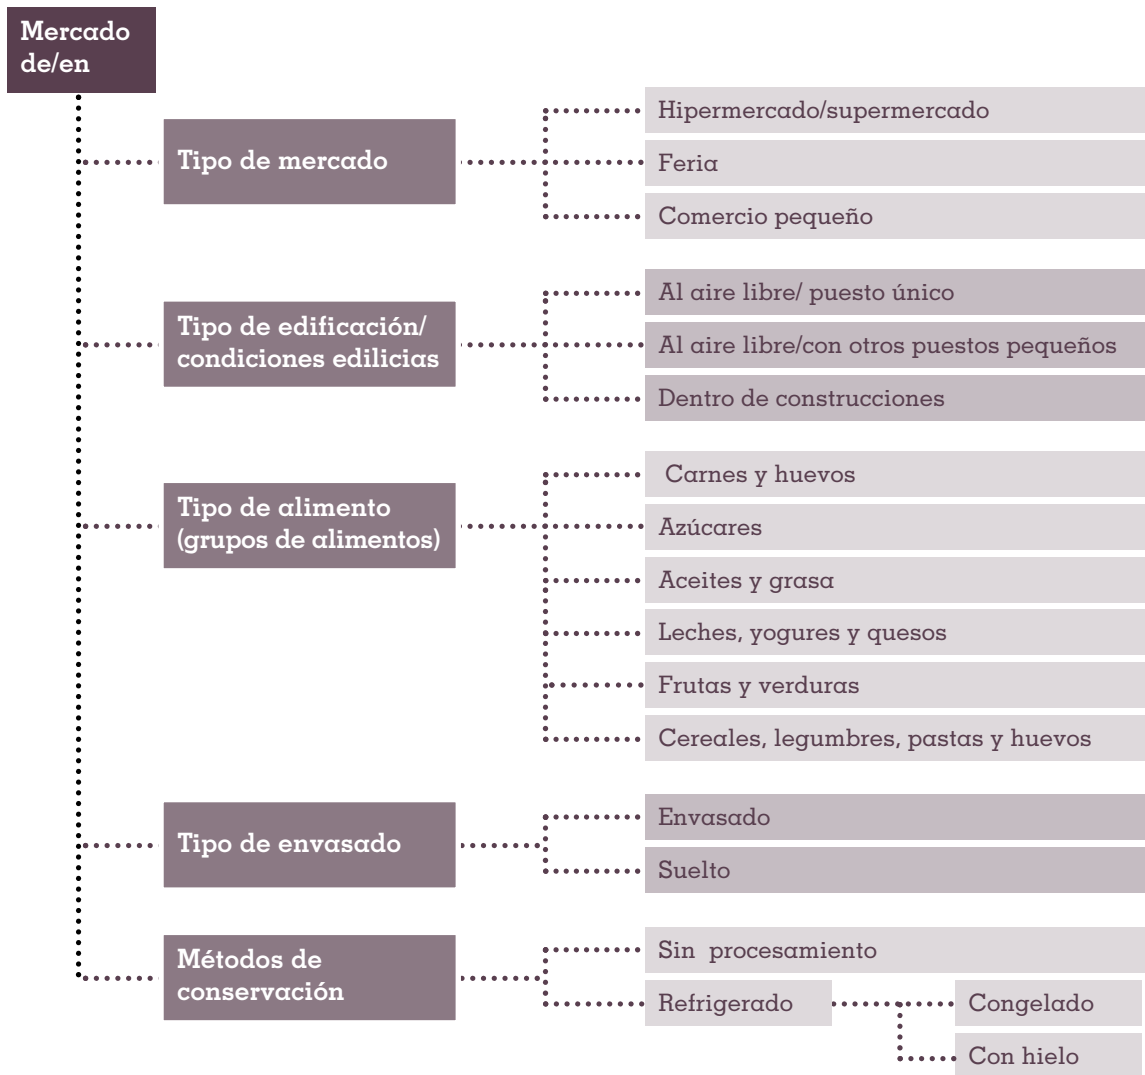 Mercado
de/en
Tipo de mercado
Hipermercado/supermercado
Feria
Comercio pequeño
Tipo de edificación/
condiciones edilicias
Al aire libre/ puesto único
Al aire libre/con otros puestos pequeños
Dentro de construcciones
Tipo de alimento
(grupos de alimentos)
Carnes y huevos
Azúcares
Aceites y grasa
Leches, yogures y quesos
Frutas y verduras
Cereales, legumbres, pastas y huevos
Tipo de envasado
Envasado
Suelto
Métodos de
conservación
Sin procesamiento
Refrigerado
Congelado
Con hielo